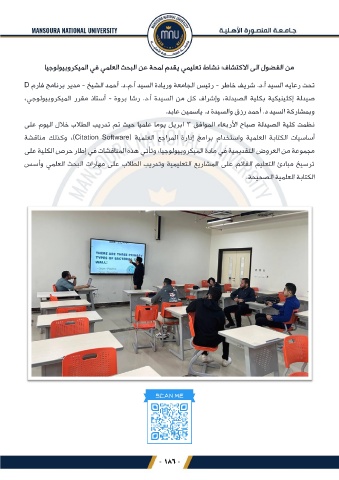 MANSOURA NATIONAL UNIVERSITY
جامعة المنصورة الأهلية
MNU
من الفضول الى الاكتشاف: نشاط تعليمي يقدم لمحة عن البحث العلمي في الميكروبيولوجيا
تحت رعايه السيد أ.د. شريف خاطر - رئيس الجامعة وريادة السيد أ.م.د. أحمد الشيخ - مدير برنامج فارم D
صيدلة إكلينيكية بكلية الصيدلة، وإشراف كل من السيدة أ.د. رشا بروة - أستاذ مقرر الميكروبيولوجي،
وبمشاركة السيد د. أحمد رزق والسيدة د. ياسمين عابد.
نظمت كلية الصيدلة صباح الأربعاء الموافق ٣ ابريل يوما علميا حيث تم تدريب الطلاب خلال اليوم على
أساسيات الكتابة العلمية واستخدام برامج إدارة المراجع العلمية (Citation Software)، وكذلك مناقشة
مجموعة من العروض التقديمية في مادة الميكروبيولوجيا. وتأتي هذه المناقشات في إطار حرص الكلية على
ترسيخ مبادئ التعليم القائم على المشاريع التعليمية وتدريب الطلاب على مهارات البحث العلمي وأسس
الكتابة العلمية الصحيحة.
THERE ARE THREE
TYPES OF BACTERIAL
WALL:
SCAN ME
- ١٨٦ -